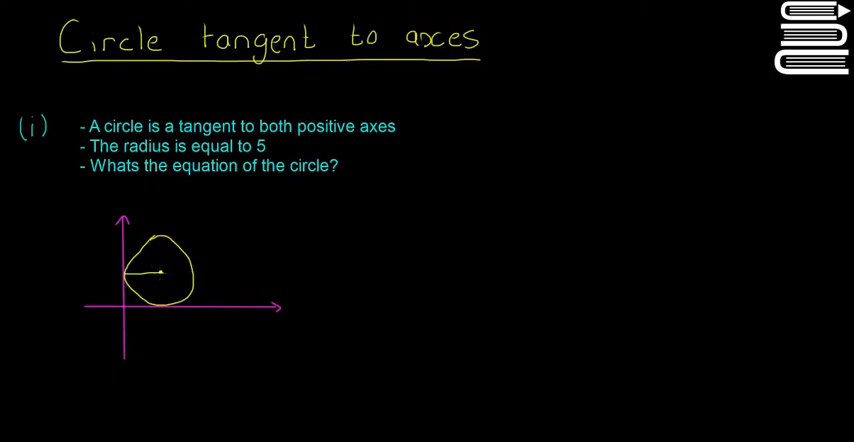 Circle tangent to axes
(i)
- A circle is a tangent to both positive axes
- The radius is equal to 5
- Whats the equation of the circle?